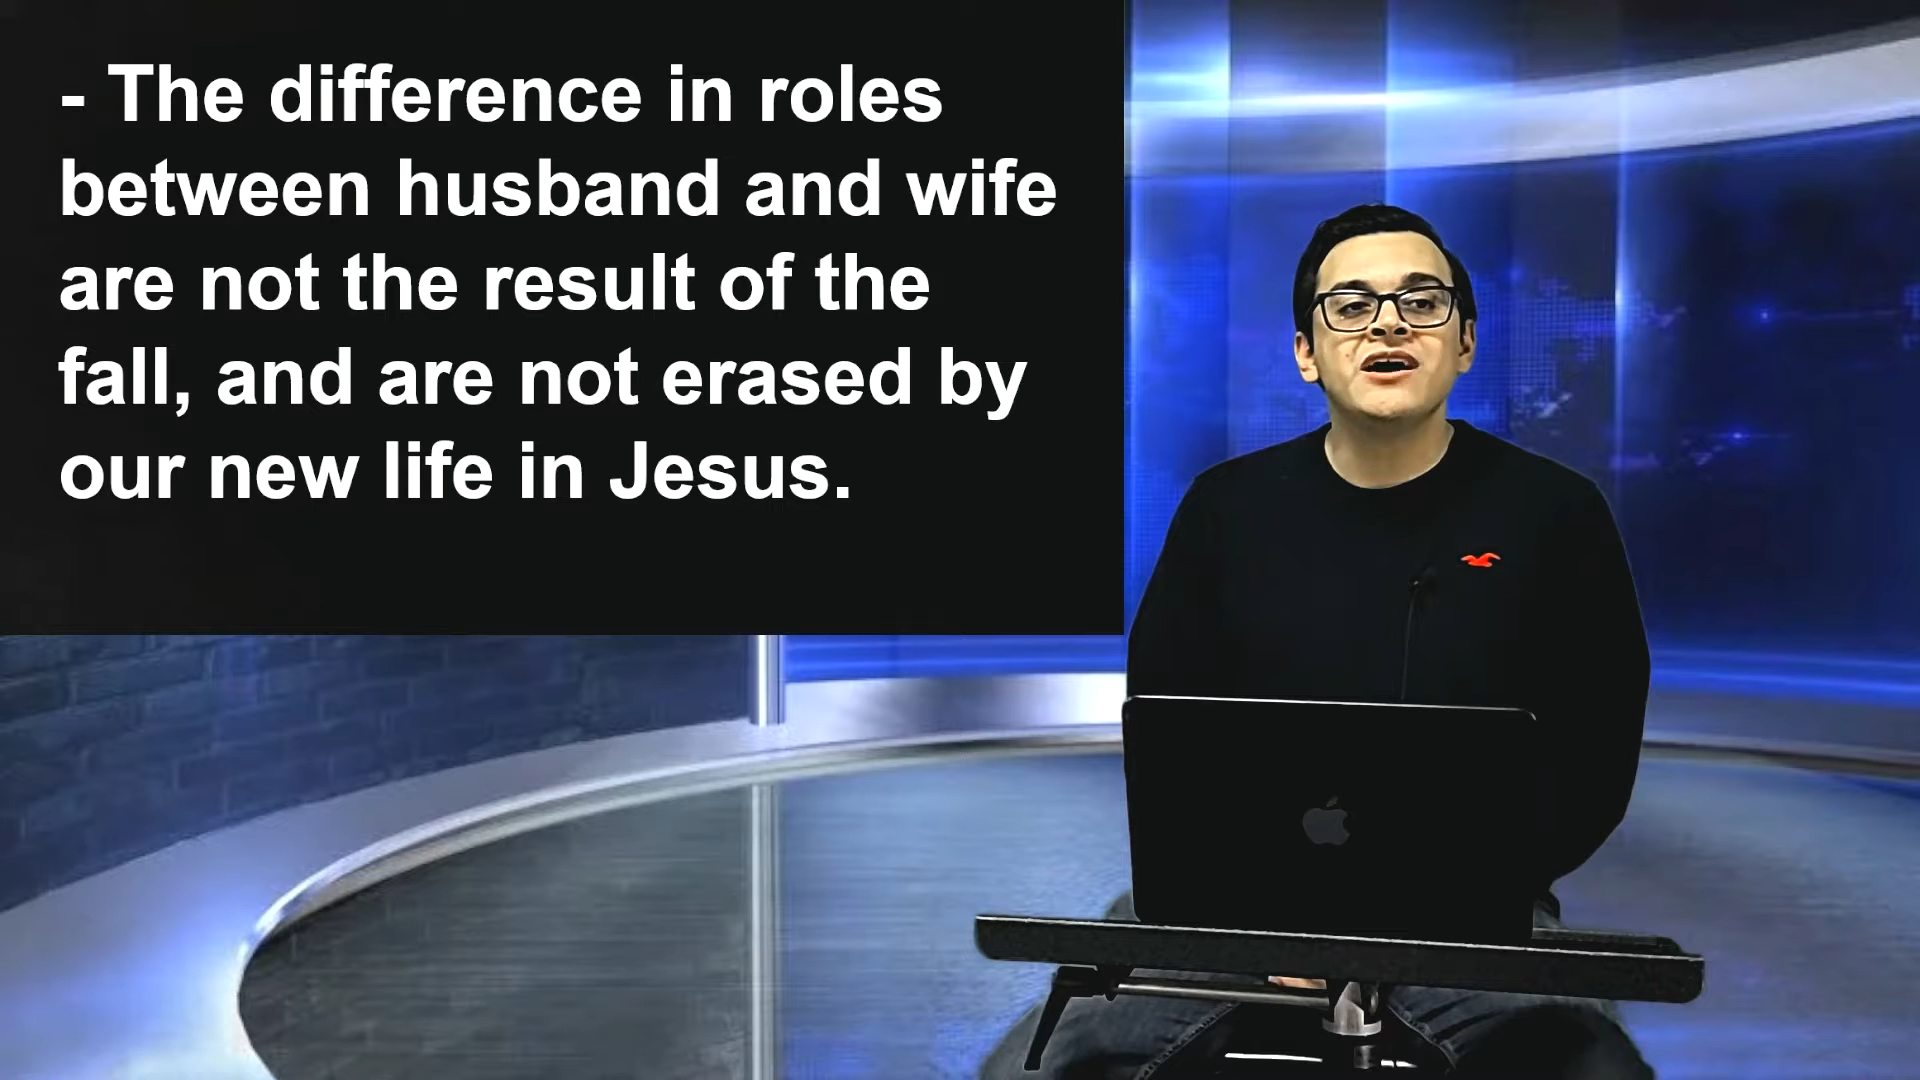 - The difference in roles
between husband and wife
are not the result of the
fall, and are not erased by
our new life in Jesus.